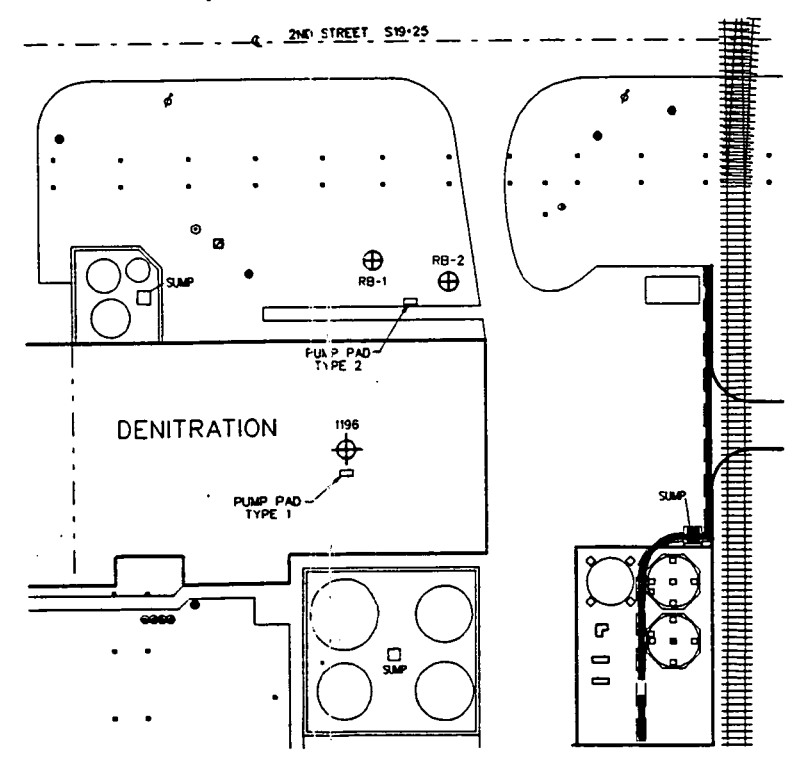 2ND STREET S19+25
RB-1
RB-2
SUMP
PUMP PAD
TYPE 2
DENITRATION
1196
PUMP PAD
TYPE 1
SUMP
SUMP